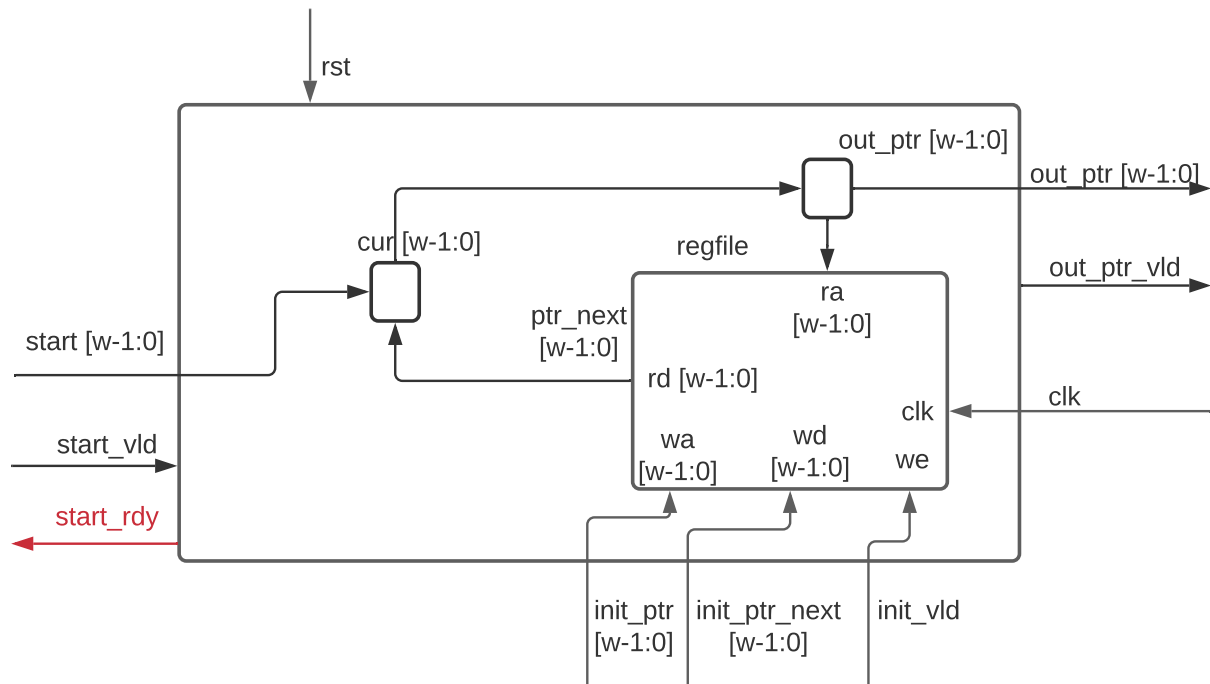 rst
out_ptr [w-1:0]
out_ptr [w-1:0]
cur [w-1:0]
regfile
out_ptr_vld
ra
[w-1:0]
ptr_next
[w-1:0]
start [w-1:0]
rd [w-1:0]
clk
clk
wa
[w-1:0]
wd
[w-1:0]
we
start_vld
start_rdy
init_ptr
[w-1:0]
init_ptr_next
[w-1:0]
init_vld